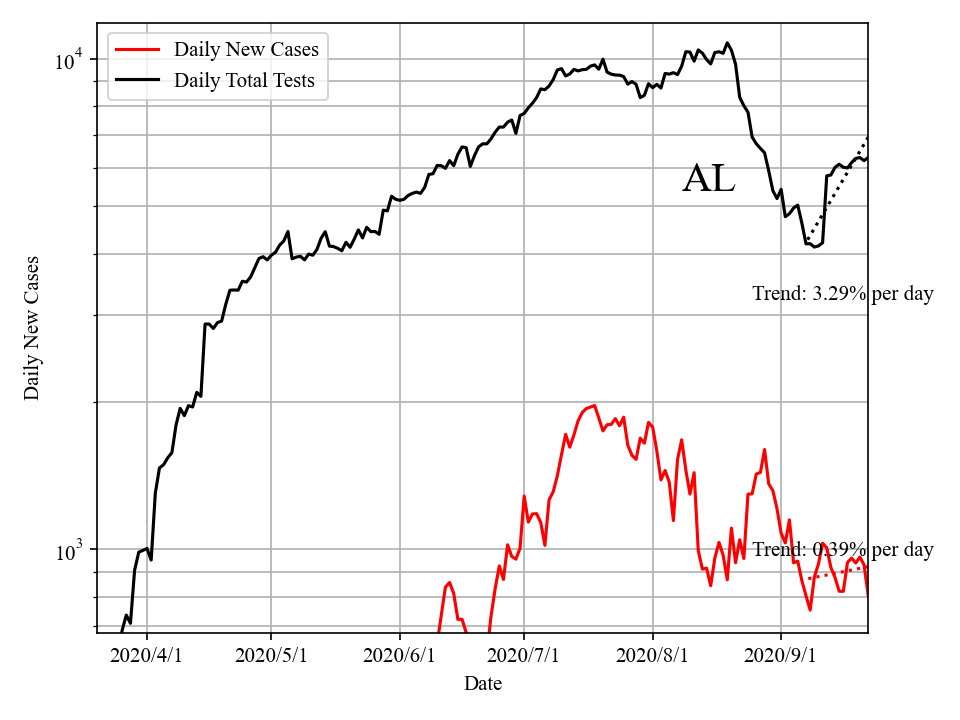 Daily New Cases
Daily Total Tests
10^4
AL
Trend: 3.29% per day
Daily New Cases
10^3
Trend: 0.39% per day
2020/4/1 2020/5/1 2020/6/1 2020/7/1 2020/8/1 2020/9/1
Date